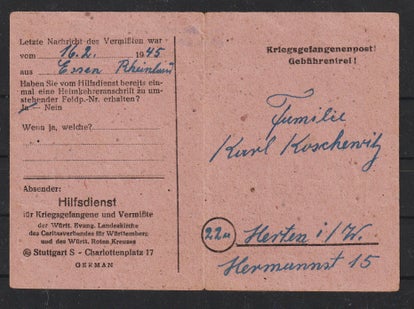 Letzte Nachricht des Vermißten war
vom 16.2. 1945
aus Essen Rheinland
Haben Sie vom Hilfsdienst bereits ein-
mal eine Heimkehreranschrift zu um-
stehender Feldp.-Nr. erhalten?
Ja — Nein
Wenn ja, welche?
Absender:
Hilfsdienst
für Kriegsgefangene und Vermißte
der Württ. Evang. Landeskirche
des Caritasverbandes für Württemberg
und des Württ. Roten Kreuzes
Stuttgart S - Charlottenplatz 17
GERMAN
Kriegsgefangenenpost!
Gebührenfrei!
Familie
Karl Koschewitz
22a Herten i/W.
Hermannst 15